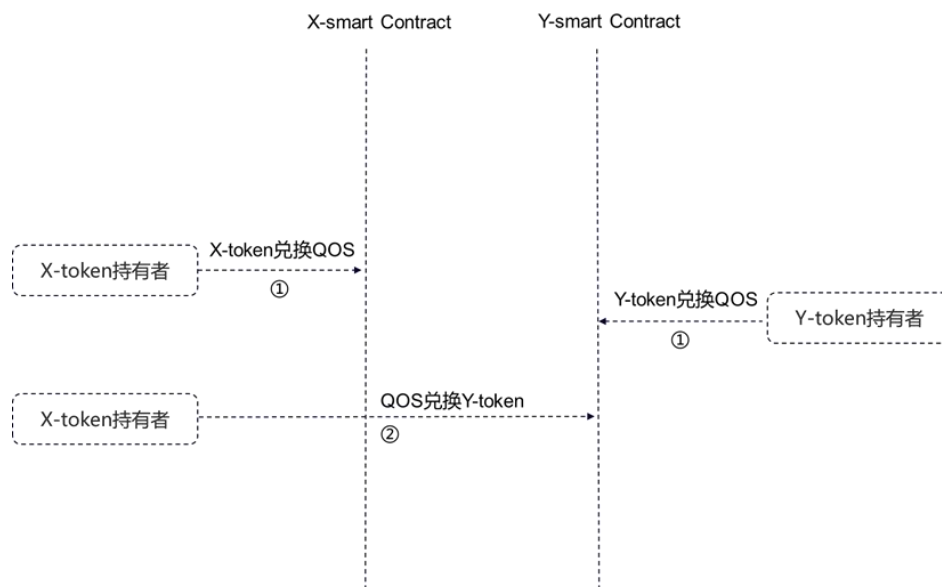 X-smart Contract
Y-smart Contract
X-token兑换QOS
X-token持有者
①
Y-token兑换QOS
Y-token持有者
①
QOS兑换Y-token
X-token持有者
②